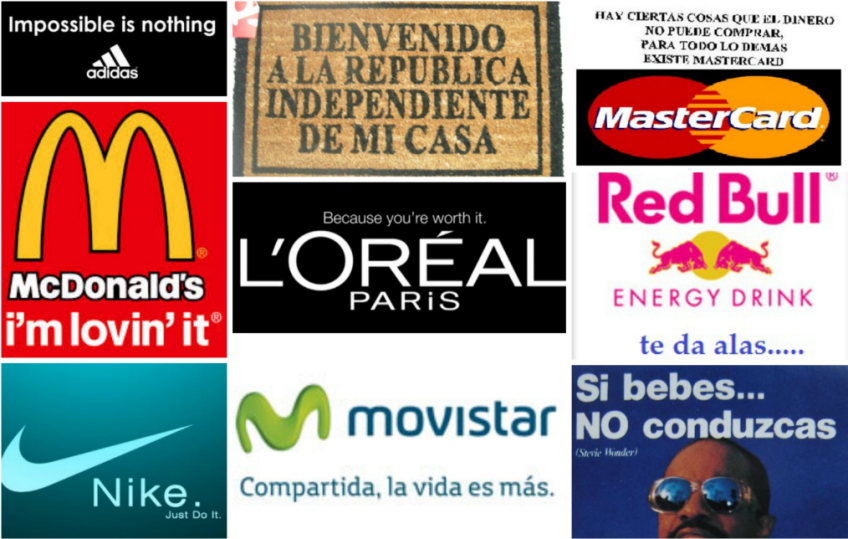 Impossible is nothing
adidas
McDonald's®
i'm lovin' it®
Nike.
Just Do It.
BIENVENIDO
A LA REPUBLICA
INDEPENDIENTE
DE MI CASA
Because you're worth it.
L'ORÉAL
PARiS
movistar
Compartida, la vida es más.
HAY CIERTAS COSAS QUE EL DINERO
NO PUEDE COMPRAR,
PARA TODO LO DEMAS
EXISTE MASTERCARD
MasterCard
Red Bull®
ENERGY DRINK
te da alas.....
Si bebes...
NO conduzcas
(Stevie Wonder)